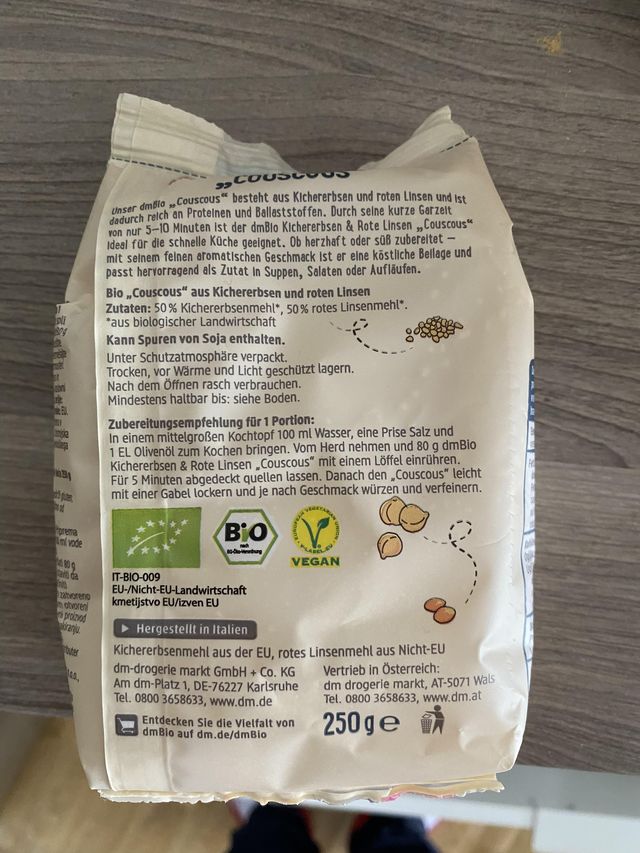 „Couscous“
Unser dmBio „Couscous“ besteht aus Kichererbsen und roten Linsen und ist
dadurch reich an Proteinen und Ballaststoffen. Durch seine kurze Garzeit
von nur 5-10 Minuten ist der dmBio Kichererbsen & Rote Linsen „Couscous“
ideal für die schnelle Küche geeignet. Ob herzhaft oder süß zubereitet –
mit seinem feinen aromatischen Geschmack ist er eine köstliche Beilage und
passt hervorragend als Zutat in Suppen, Salaten oder Aufläufen.
Bio „Couscous“ aus Kichererbsen und roten Linsen
Zutaten: 50% Kichererbsenmehl*, 50% rotes Linsenmehl*.
*aus biologischer Landwirtschaft
Kann Spuren von Soja enthalten.
Unter Schutzatmosphäre verpackt.
Trocken, vor Wärme und Licht geschützt lagern.
Nach dem Öffnen rasch verbrauchen.
Mindestens haltbar bis: siehe Boden.
Zubereitungsempfehlung für 1 Portion:
In einem mittelgroßen Kochtopf 100 ml Wasser, eine Prise Salz und
1 EL Olivenöl zum Kochen bringen. Vom Herd nehmen und 80 g dmBio
Kichererbsen & Rote Linsen „Couscous“ mit einem Löffel einrühren.
Für 5 Minuten abgedeckt quellen lassen. Danach den „Couscous“ leicht
mit einer Gabel lockern und je nach Geschmack würzen und verfeinern.
Bio
nach
EG-Öko-Verordnung
EUROPEAN VEGETARIAN UNION
V-LABEL.EU
VEGAN
IT-BIO-009
EU-/Nicht-EU-Landwirtschaft
kmetijstvo EU/izven EU
Hergestellt in Italien
Kichererbsenmehl aus der EU, rotes Linsenmehl aus Nicht-EU
dm-drogerie markt GmbH + Co. KG
Am dm-Platz 1, DE-76227 Karlsruhe
Tel. 0800 3658633, www.dm.de
Vertrieb in Österreich:
dm drogerie markt, AT-5071 Wals
Tel. 0800 3658633, www.dm.at
Entdecken Sie die Vielfalt von
dmBio auf dm.de/dmBio
250 g e